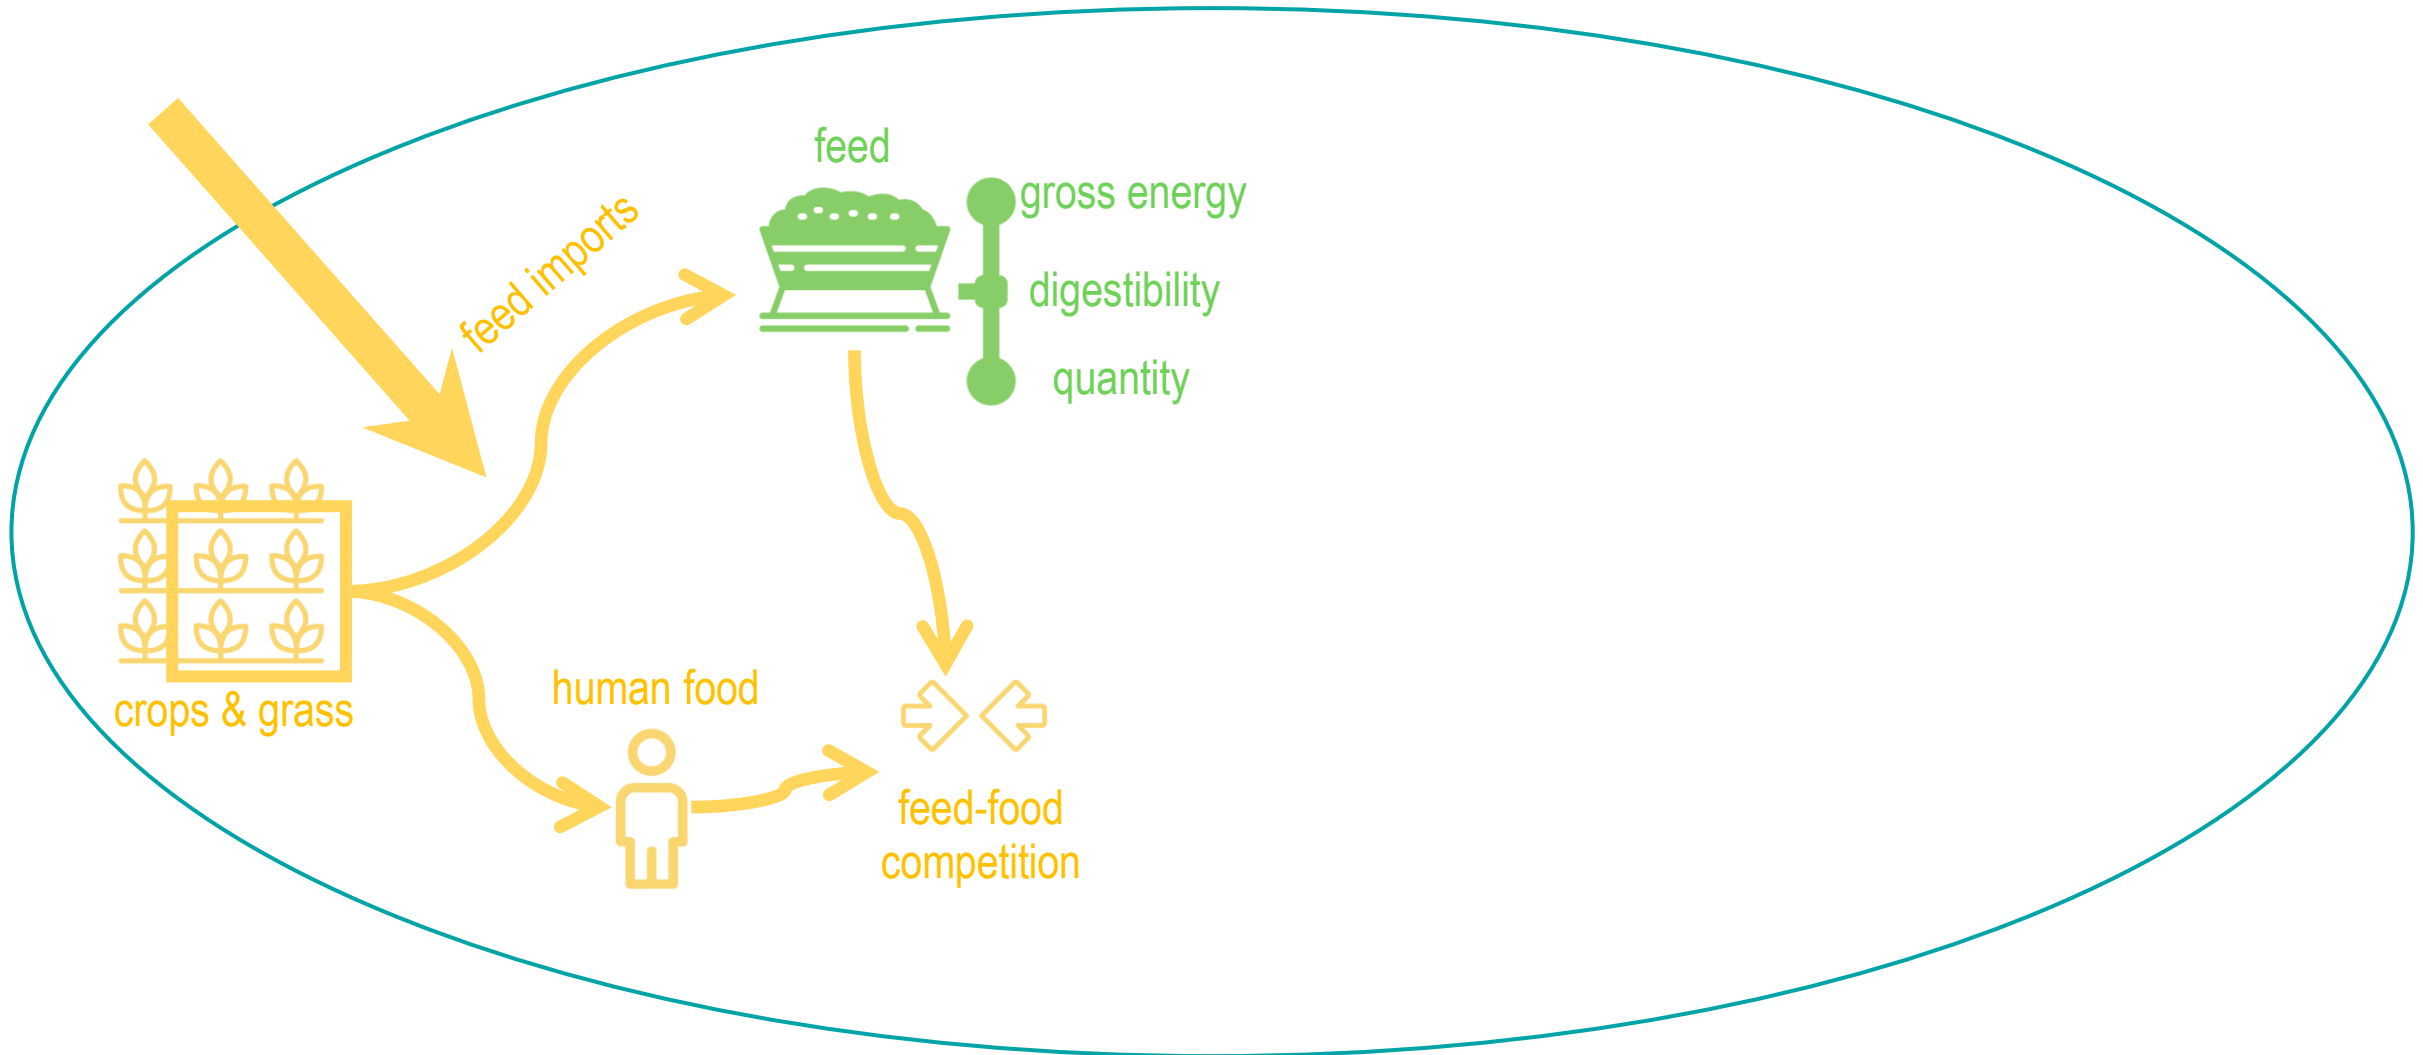 feed
gross energy
feed imports
digestibility
quantity
human food
crops & grass
feed-food
competition